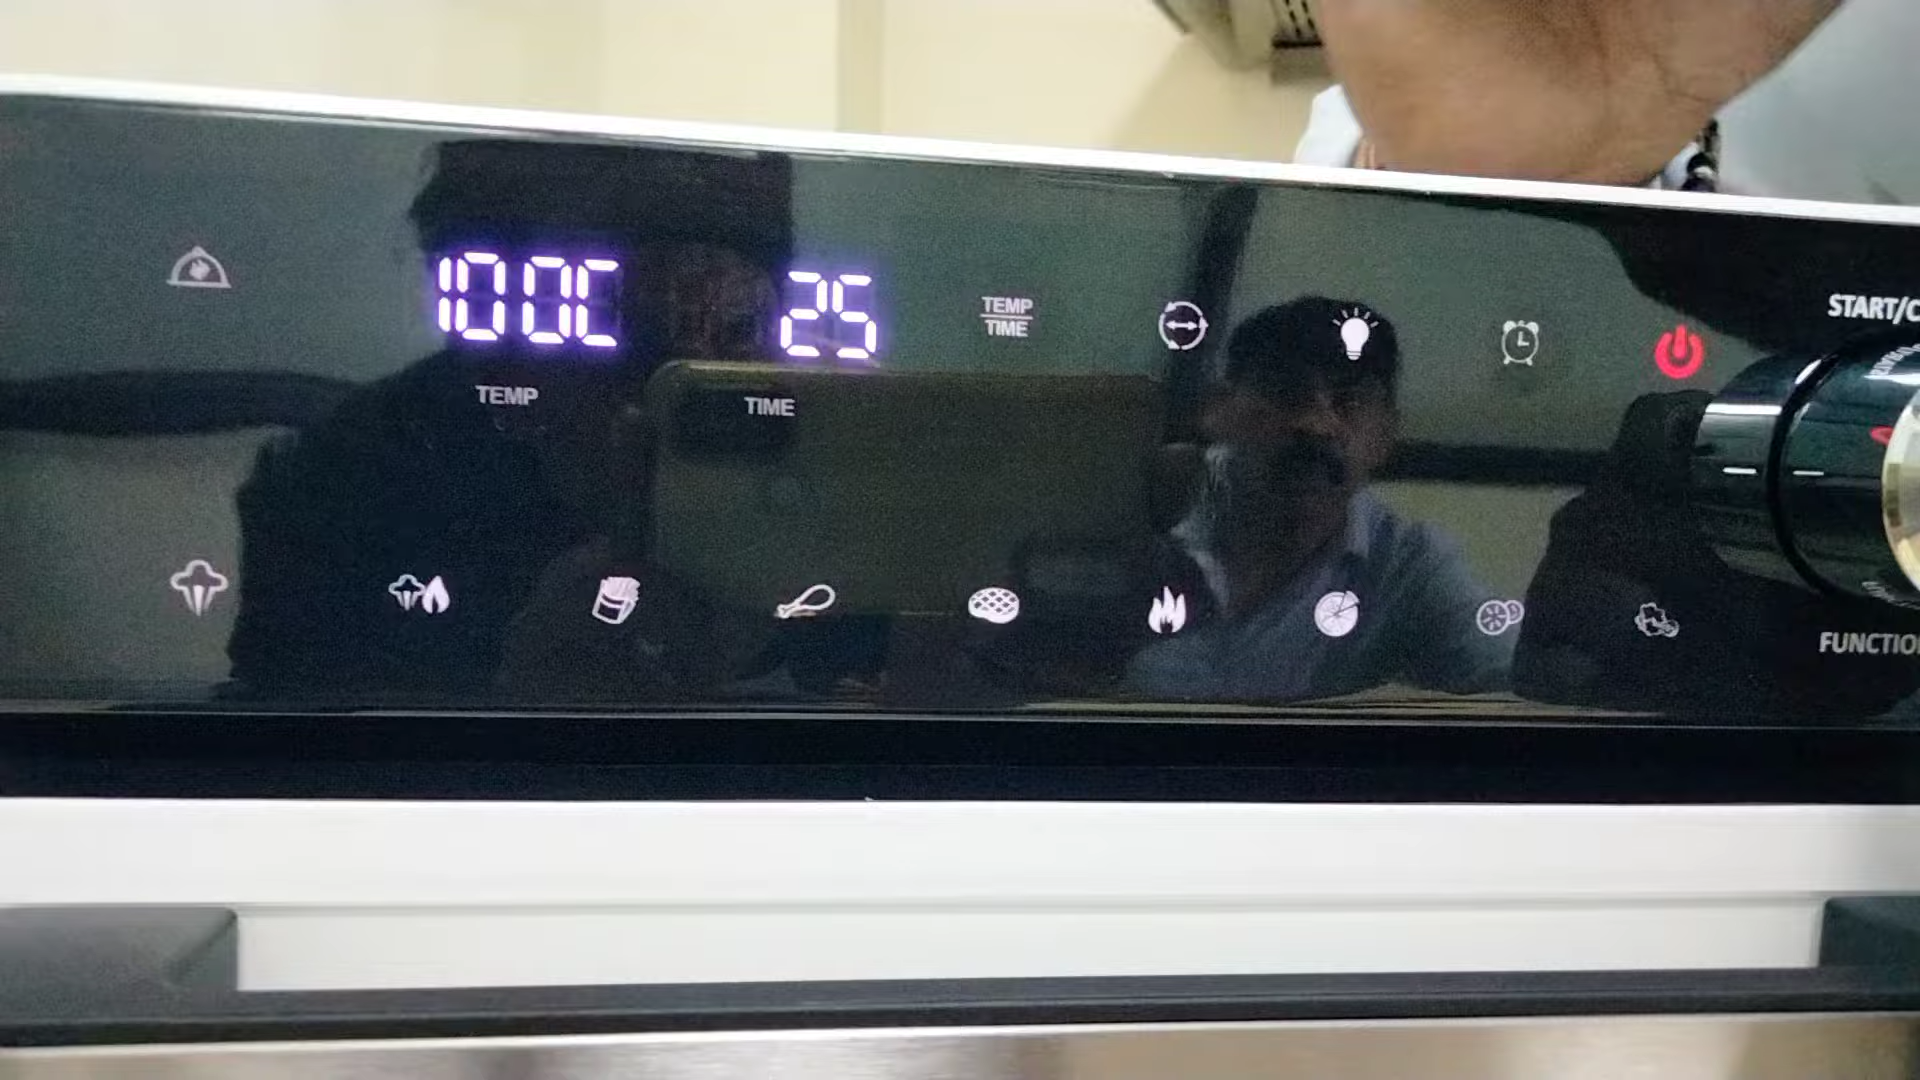 100C 25
TEMP
TIME
START/C
TEMP TIME
FUNCTIO